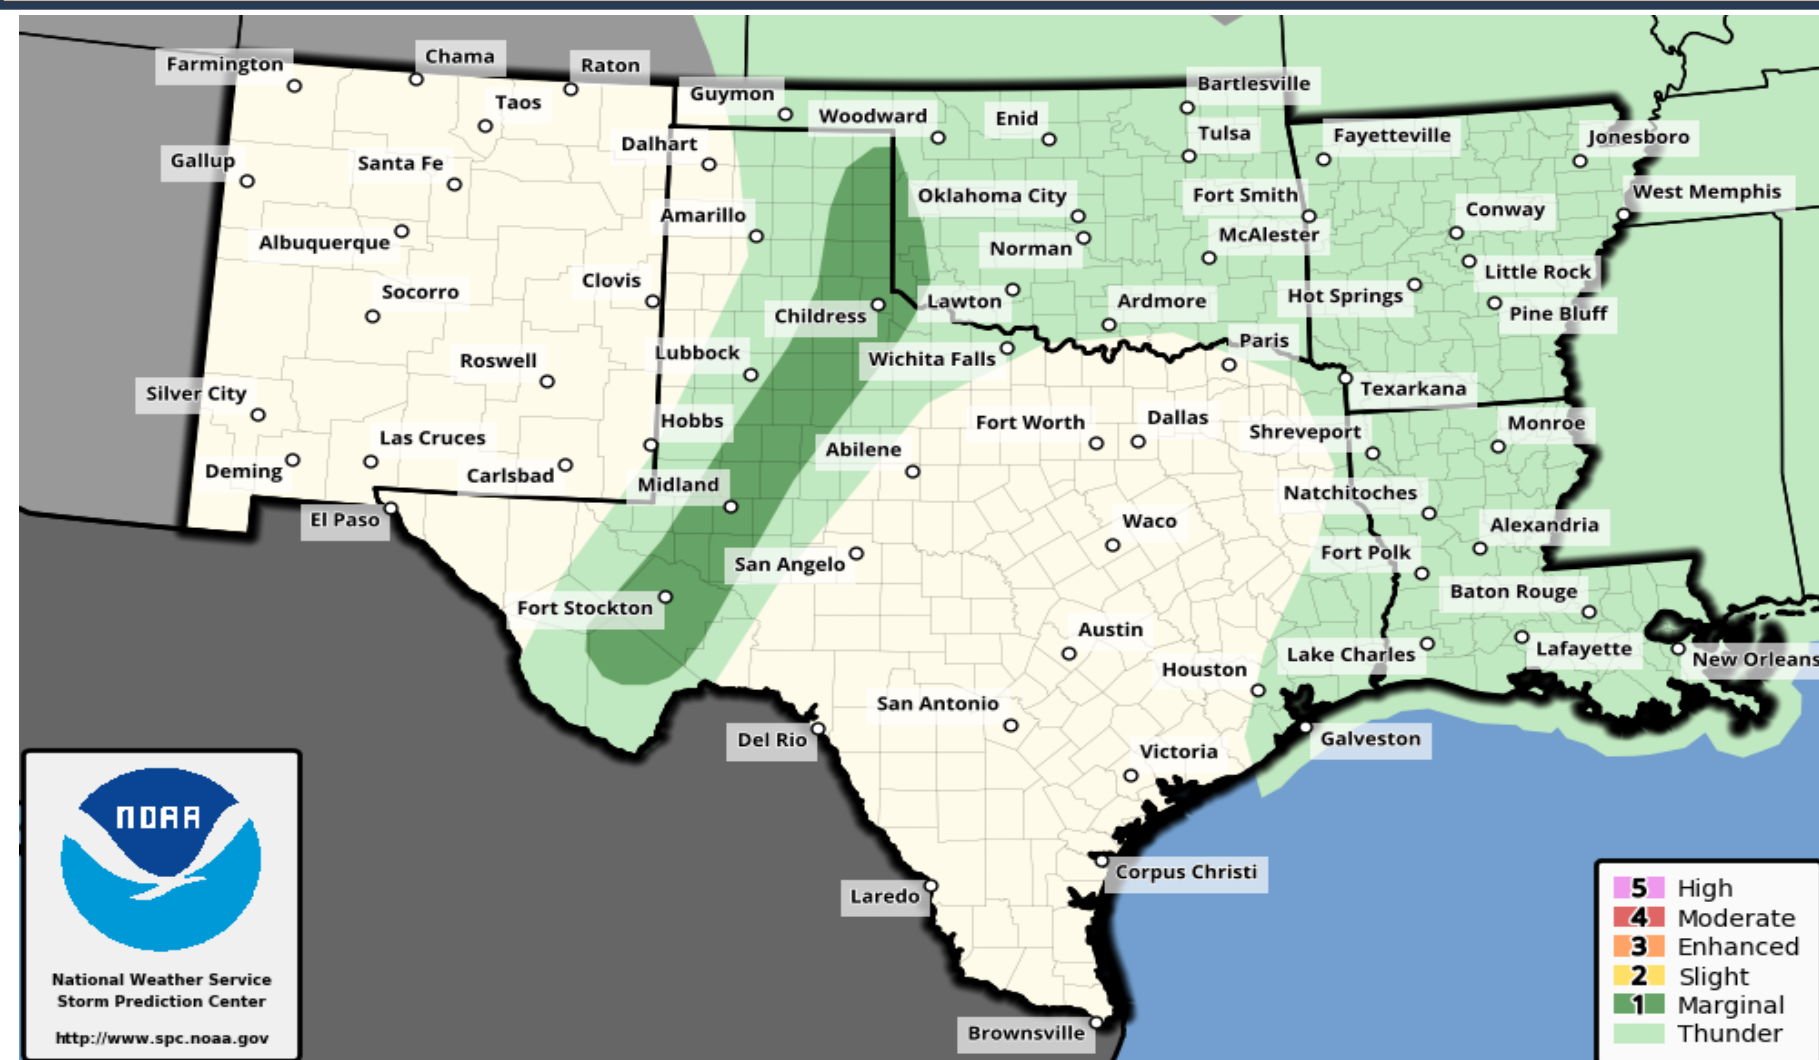 Farmington
Chama
Raton
Taos
Guymon
Bartlesville
Woodward
Enid
Tulsa
Fayetteville
Jonesboro
Gallup
Santa Fe
Dalhart
Oklahoma City
Fort Smith
Conway
West Memphis
Albuquerque
Amarillo
Norman
McAlester
Little Rock
Socorro
Clovis
Childress
Lawton
Ardmore
Hot Springs
Pine Bluff
Roswell
Lubbock
Wichita Falls
Paris
Texarkana
Silver City
Las Cruces
Hobbs
Abilene
Fort Worth
Dallas
Shreveport
Monroe
Deming
Carlsbad
Midland
Natchitoches
El Paso
San Angelo
Waco
Fort Polk
Alexandria
Fort Stockton
Austin
Baton Rouge
Houston
Lake Charles
Lafayette
New Orleans
Del Rio
San Antonio
Victoria
Galveston
Laredo
Corpus Christi
Brownsville
NOAA
National Weather Service
Storm Prediction Center
http://www.spc.noaa.gov
5 High
4 Moderate
3 Enhanced
2 Slight
1 Marginal
Thunder